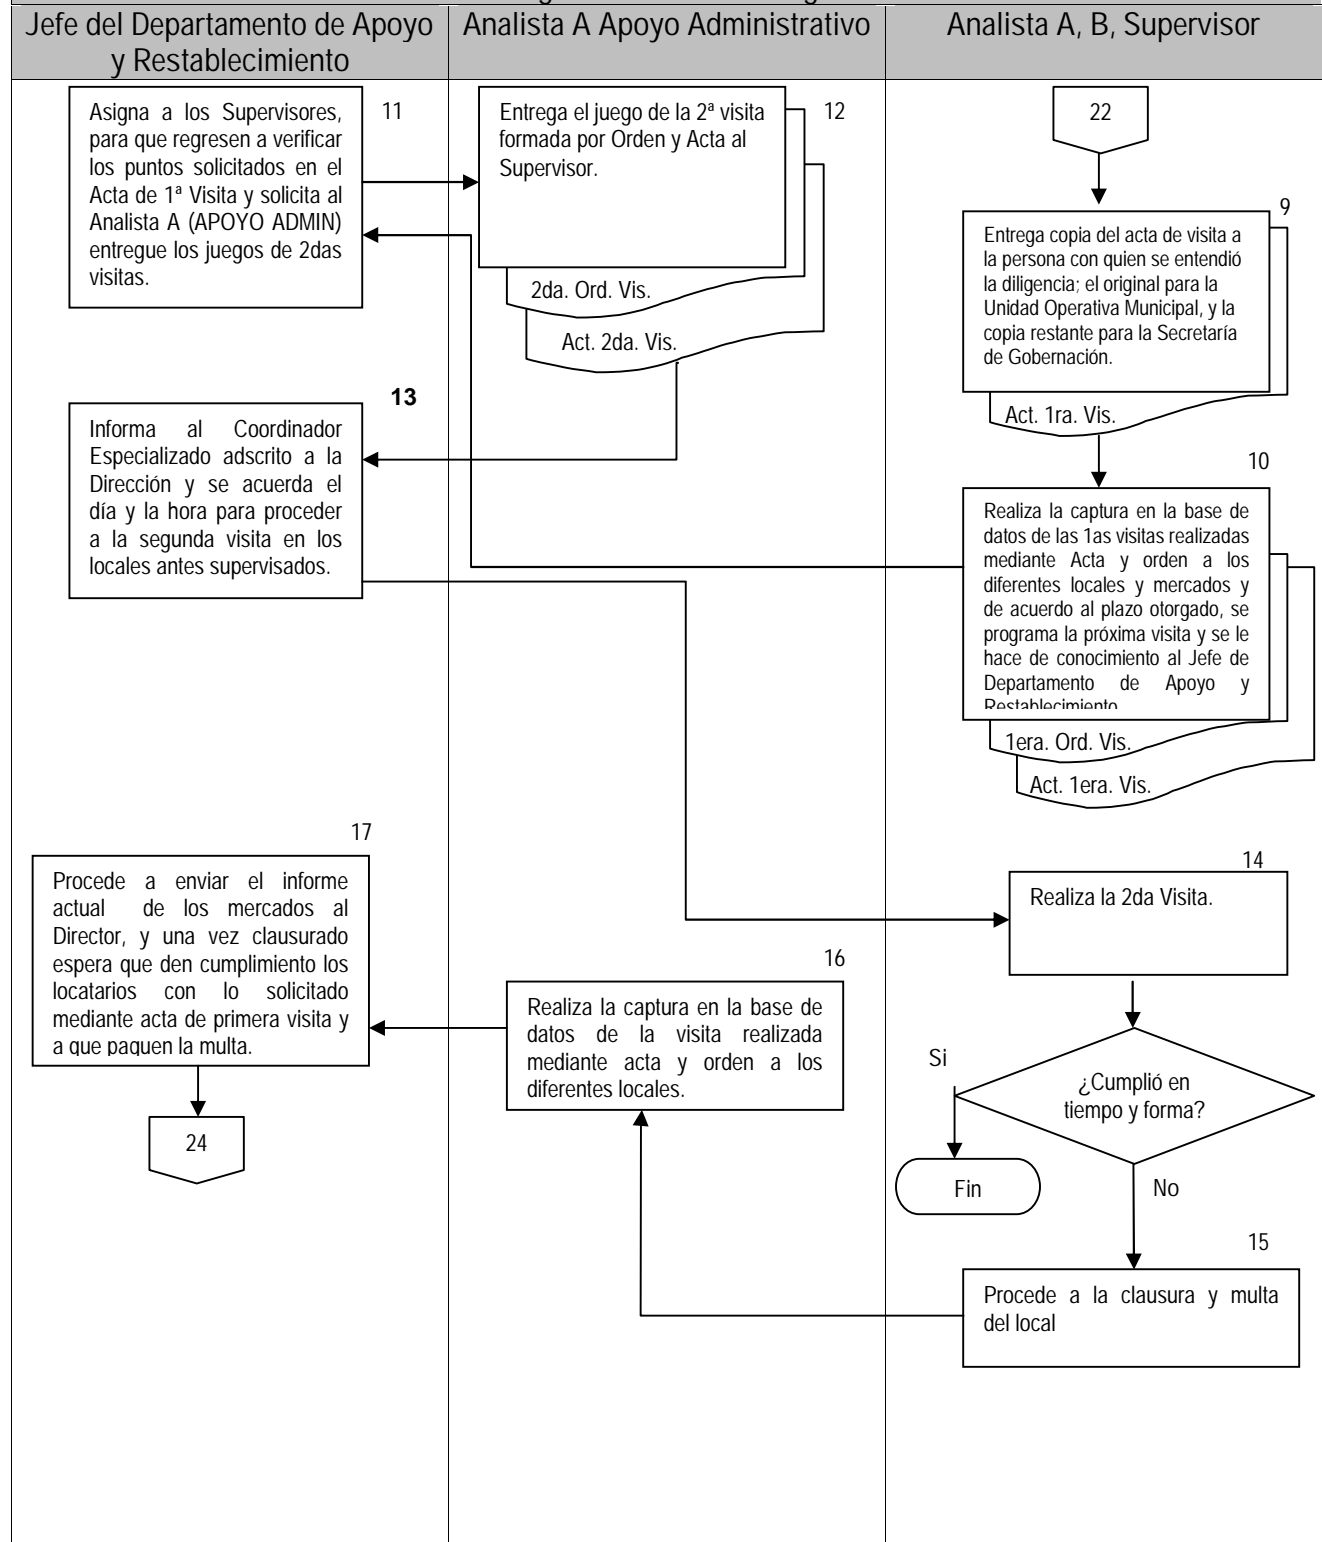 Jefe del Departamento de Apoyo
y Restablecimiento
Analista A Apoyo Administrativo
Analista A, B, Supervisor
11
Asigna a los Supervisores,
para que regresen a verificar
los puntos solicitados en el
Acta de 1ª Visita y solicita al
Analista A (APOYO ADMIN)
entregue los juegos de 2das
visitas.
12
Entrega el juego de la 2ª visita
formada por Orden y Acta al
Supervisor.
2da. Ord. Vis.
Act. 2da. Vis.
22
9
Entrega copia del acta de visita a
la persona con quien se entendió
la diligencia; el original para la
Unidad Operativa Municipal, y la
copia restante para la Secretaría
de Gobernación.
Act. 1ra. Vis.
13
Informa al Coordinador
Especializado adscrito a la
Dirección y se acuerda el
día y la hora para proceder
a la segunda visita en los
locales antes supervisados.
10
Realiza la captura en la base de
datos de las 1as visitas realizadas
mediante Acta y orden a los
diferentes locales y mercados y
de acuerdo al plazo otorgado, se
programa la próxima visita y se le
hace de conocimiento al Jefe de
Departamento de Apoyo y
Restablecimiento
1era. Ord. Vis.
Act. 1era. Vis.
17
Procede a enviar el informe
actual de los mercados al
Director, y una vez clausurado
espera que den cumplimiento los
locatarios con lo solicitado
mediante acta de primera visita y
a que paguen la multa.
24
16
Realiza la captura en la base de
datos de la visita realizada
mediante acta y orden a los
diferentes locales.
14
Realiza la 2da Visita.
¿Cumplió en
tiempo y forma?
Si
Fin
No
15
Procede a la clausura y multa
del local